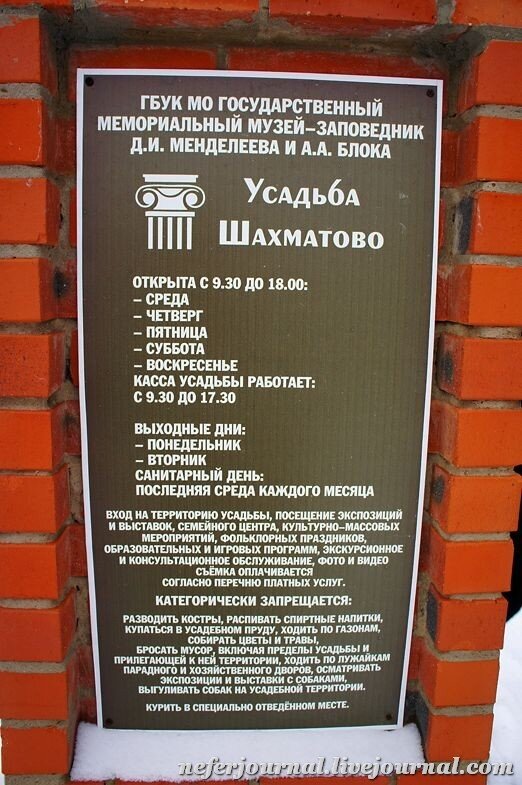 ГБУК МО ГОСУДАРСТВЕННЫЙ
МЕМОРИАЛЬНЫЙ МУЗЕЙ-ЗАПОВЕДНИК
Д.И. МЕНДЕЛЕЕВА И А.А. БЛОКА
УСАДЬБА
ШАХМАТОВО
ОТКРЫТА С 9.30 ДО 18.00:
- СРЕДА
- ЧЕТВЕРГ
- ПЯТНИЦА
- СУББОТА
- ВОСКРЕСЕНЬЕ
КАССА УСАДЬБЫ РАБОТАЕТ:
С 9.30 ДО 17.30
ВЫХОДНЫЕ ДНИ:
- ПОНЕДЕЛЬНИК
- ВТОРНИК
САНИТАРНЫЙ ДЕНЬ:
ПОСЛЕДНЯЯ СРЕДА КАЖДОГО МЕСЯЦА
ВХОД НА ТЕРРИТОРИЮ УСАДЬБЫ, ПОСЕЩЕНИЕ ЭКСПОЗИЦИЙ
И ВЫСТАВОК, СЕМЕЙНОГО ЦЕНТРА, КУЛЬТУРНО-МАССОВЫХ
МЕРОПРИЯТИЙ, ФОЛЬКЛОРНЫХ ПРАЗДНИКОВ,
ОБРАЗОВАТЕЛЬНЫХ И ИГРОВЫХ ПРОГРАММ, ЭКСКУРСИОННОЕ
И КОНСУЛЬТАЦИОННОЕ ОБСЛУЖИВАНИЕ, ФОТО И ВИДЕО
СЪЁМКА ОПЛАЧИВАЕТСЯ
СОГЛАСНО ПЕРЕЧНЮ ПЛАТНЫХ УСЛУГ.
КАТЕГОРИЧЕСКИ ЗАПРЕЩАЕТСЯ:
РАЗВОДИТЬ КОСТРЫ, РАСПИВАТЬ СПИРТНЫЕ НАПИТКИ,
КУПАТЬСЯ В УСАДЕБНОМ ПРУДУ, ХОДИТЬ ПО ГАЗОНАМ,
СОБИРАТЬ ЦВЕТЫ И ТРАВЫ,
БРОСАТЬ МУСОР, ВКЛЮЧАЯ ПРЕДЕЛЫ УСАДЬБЫ И
ПРИЛЕГАЮЩЕЙ К НЕЙ ТЕРРИТОРИИ, ХОДИТЬ ПО ЛУЖАЙКАМ
ПАРАДНОГО И ХОЗЯЙСТВЕННОГО ДВОРОВ, ОСМАТРИВАТЬ
ЭКСПОЗИЦИИ И ВЫСТАВКИ С СОБАКАМИ,
ВЫГУЛИВАТЬ СОБАК НА УСАДЕБНОЙ ТЕРРИТОРИИ.
КУРИТЬ В СПЕЦИАЛЬНО ОТВЕДЁННОМ МЕСТЕ.
neferjournal.livejournal.com